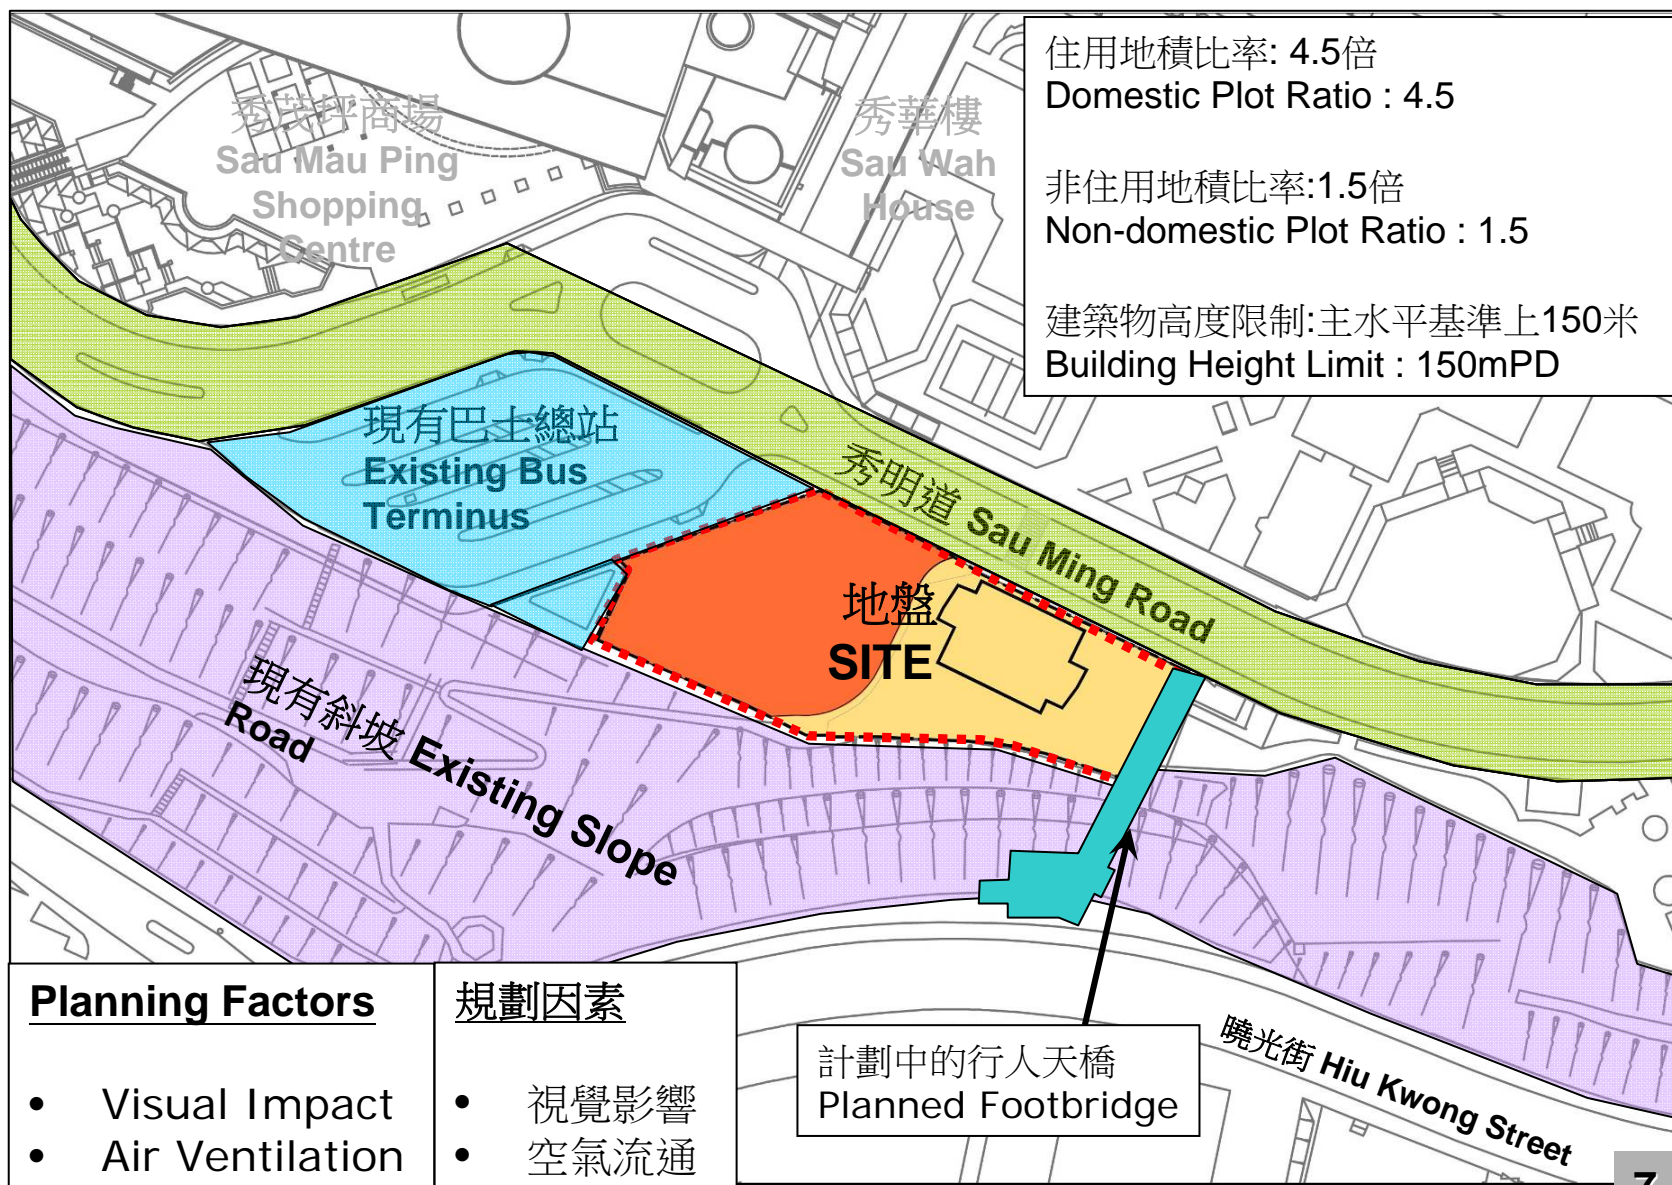 住用地積比率: 4.5倍
Domestic Plot Ratio : 4.5
非住用地積比率:1.5倍
Non-domestic Plot Ratio : 1.5
建築物高度限制:主水平基準上150米
Building Height Limit : 150mPD
秀茂坪商場
Sau Mau Ping
Shopping
Centre
秀華樓
Sau Wah
House
現有巴士總站
Existing Bus
Terminus
秀明道 Sau Ming Road
地盤
SITE
現有斜坡 Existing Slope
Road
Planning Factors
• Visual Impact
• Air Ventilation
規劃因素
• 視覺影響
• 空氣流通
計劃中的行人天橋
Planned Footbridge
曉光街 Hiu Kwong Street
7